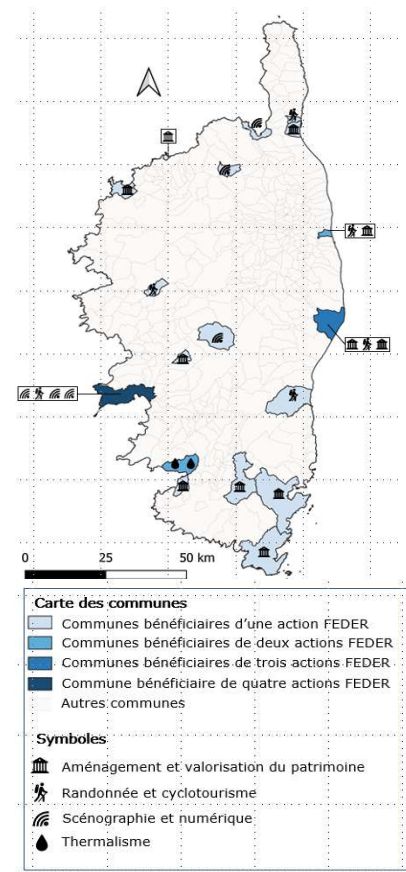 0 25 50 km
Carte des communes
Communes bénéficiaires d'une action FEDER
Communes bénéficiaires de deux actions FEDER
Communes bénéficiaires de trois actions FEDER
Commune bénéficiaire de quatre actions FEDER
Autres communes
Symboles
Aménagement et valorisation du patrimoine
Randonnée et cyclotourisme
Scénographie et numérique
Thermalisme